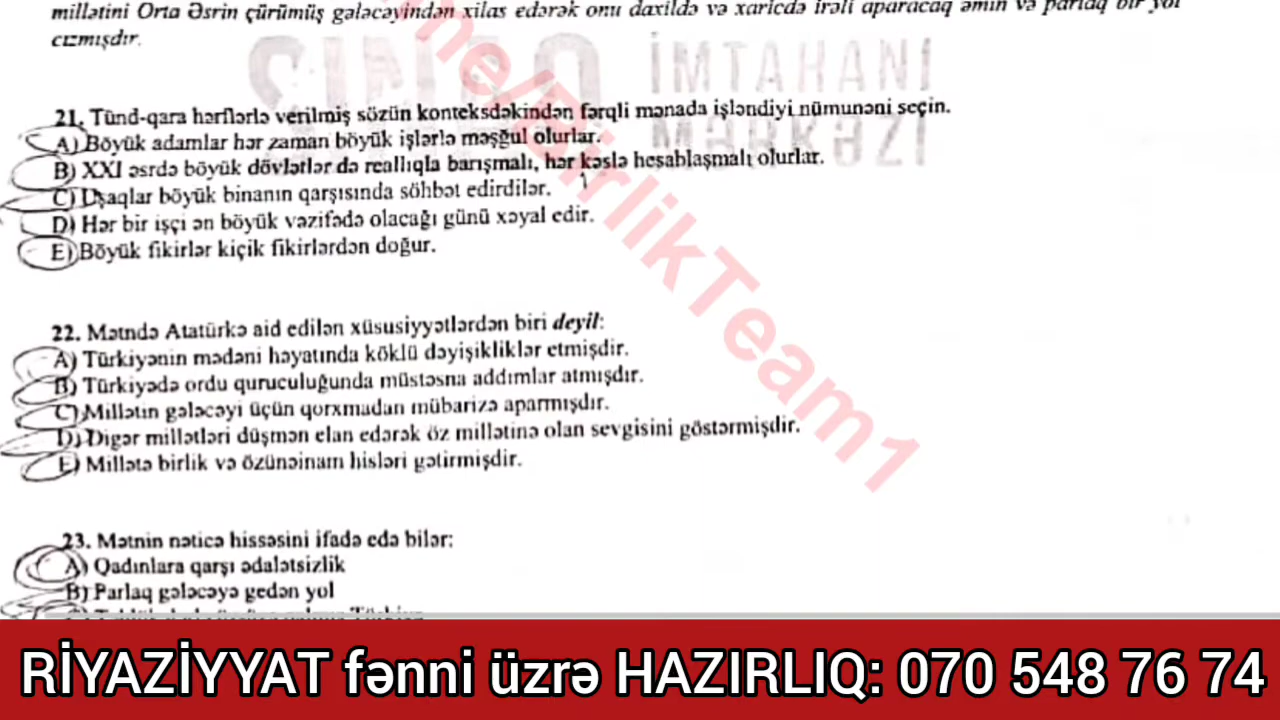 millətini Orta Əsrin çürümüş gələcəyindən xilas edərək onu daxildə və xaricdə irəli aparacaq əmin və parlaq bir yol
cızmışdır.
İMTAHAN
MƏRKƏZİ
me/BirlikTeam1
21. Tünd-qara hərflərlə verilmiş sözün konteksdəkindən fərqli mənada işləndiyi nümunəni seçin.
A) Böyük adamlar hər zaman böyük işlərlə məşğul olurlar.
B) XXI əsrdə böyük dövlətlər də reallıqla barışmalı, hər kəslə hesablaşmalı olurlar.
C) Uşaqlar böyük binanın qarşısında söhbət edirdilər.
D) Hər bir işçi ən böyük vəzifədə olacağı günü xəyal edir.
E) Böyük fikirlər kiçik fikirlərdən doğur.
22. Mətndə Atatürkə aid edilən xüsusiyyətlərdən biri deyil:
A) Türkiyənin mədəni həyatında köklü dəyişikliklər etmişdir.
B) Türkiyədə ordu quruculuğunda müstəsna addımlar atmışdır.
C) Millətin gələcəyi üçün qorxmadan mübarizə aparmışdır.
D) Digər millətləri düşmən elan edərək öz millətinə olan sevgisini göstərmişdir.
E) Millətə birlik və özünəinam hisləri gətirmişdir.
23. Mətnin nəticə hissəsini ifadə edə bilər:
A) Qadınlara qarşı ədalətsizlik
B) Parlaq gələcəyə gedən yol
RİYAZİYYAT fənni üzrə HAZIRLIQ: 070 548 76 74